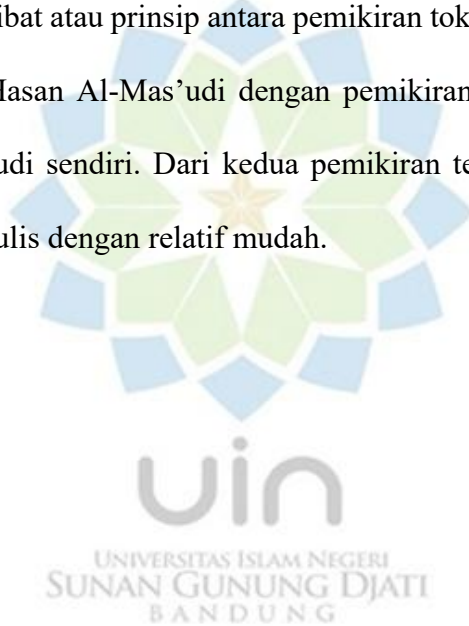 ibat atau prinsip antara pemikiran tok
Hasan Al-Mas’udi dengan pemikiran
udi sendiri. Dari kedua pemikiran te
ulis dengan relatif mudah.
uin
UNIVERSITAS ISLAM NEGERI
SUNAN GUNUNG DJATI
BANDUNG